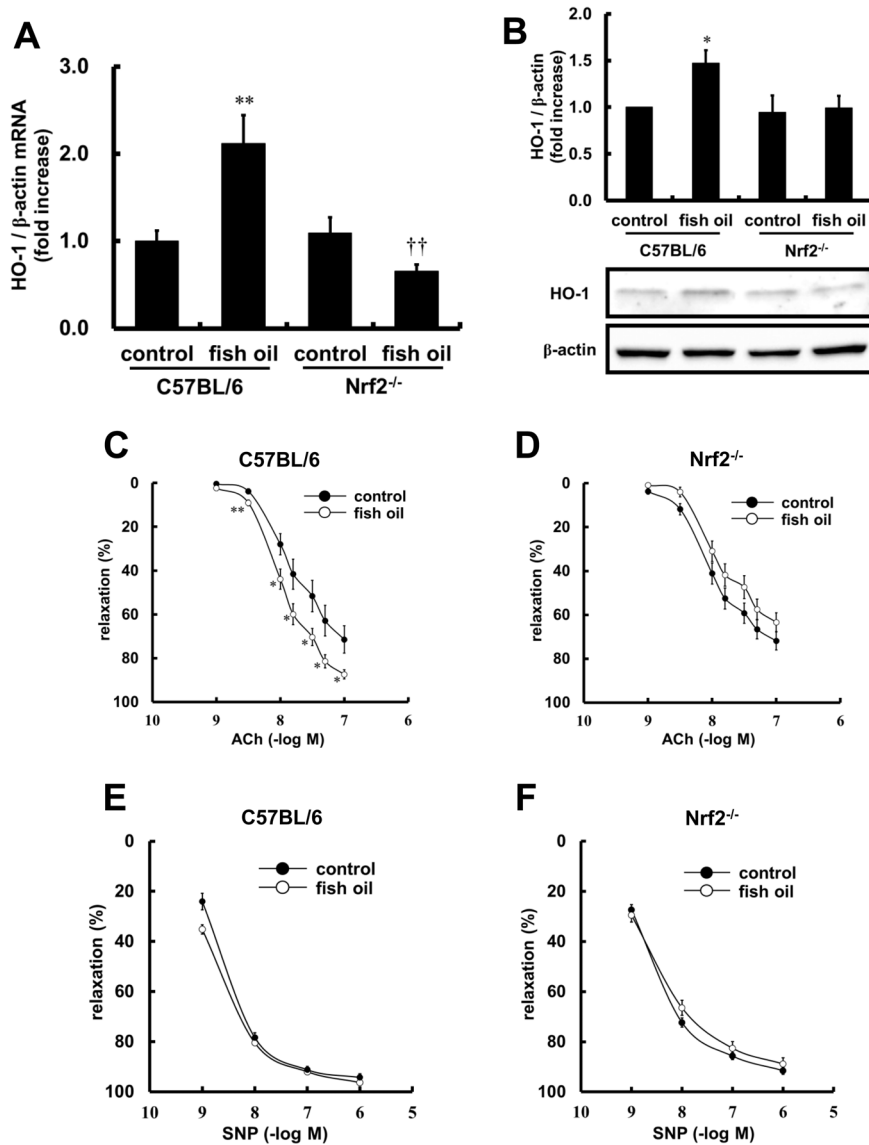 A
HO-1 / β-actin mRNA
(fold increase)
3.0
2.0
1.0
0.0
**
††
control fish oil control fish oil
C57BL/6 Nrf2-/-
B
HO-1 / β-actin
(fold increase)
2.0
1.5
1.0
0.5
0.0
*
control fish oil control fish oil
C57BL/6 Nrf2-/-
HO-1
β-actin
C
C57BL/6
relaxation (%)
0
20
40
60
80
100
control
fish oil
**
*
*
*
*
*
10 9 8 7 6
ACh (-log M)
D
Nrf2-/-
relaxation (%)
0
20
40
60
80
100
control
fish oil
10 9 8 7 6
ACh (-log M)
E
C57BL/6
relaxation (%)
0
20
40
60
80
100
control
fish oil
10 9 8 7 6 5
SNP (-log M)
F
Nrf2-/-
relaxation (%)
0
20
40
60
80
100
control
fish oil
10 9 8 7 6 5
SNP (-log M)